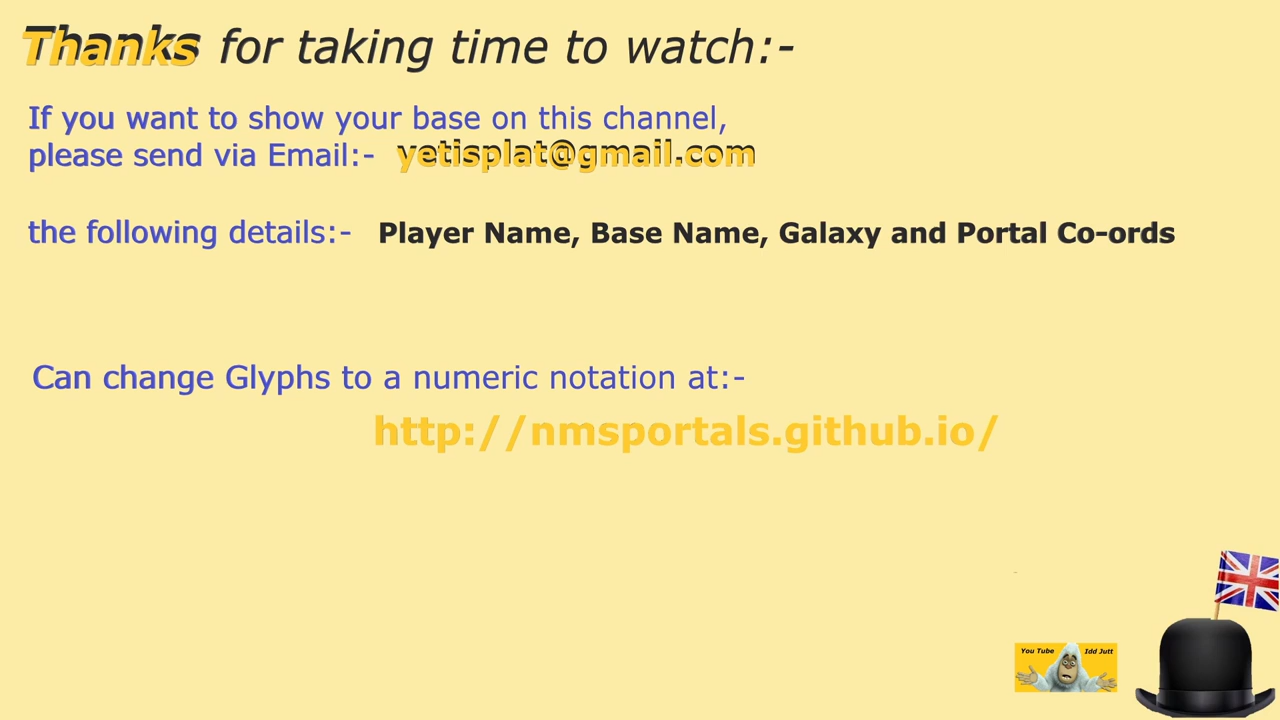 Thanks for taking time to watch:-
If you want to show your base on this channel,
please send via Email:- yetisplat@gmail.com
the following details:- Player Name, Base Name, Galaxy and Portal Co-ords
Can change Glyphs to a numeric notation at:-
http://nmsportals.github.io/
You Tube Idd Jutt